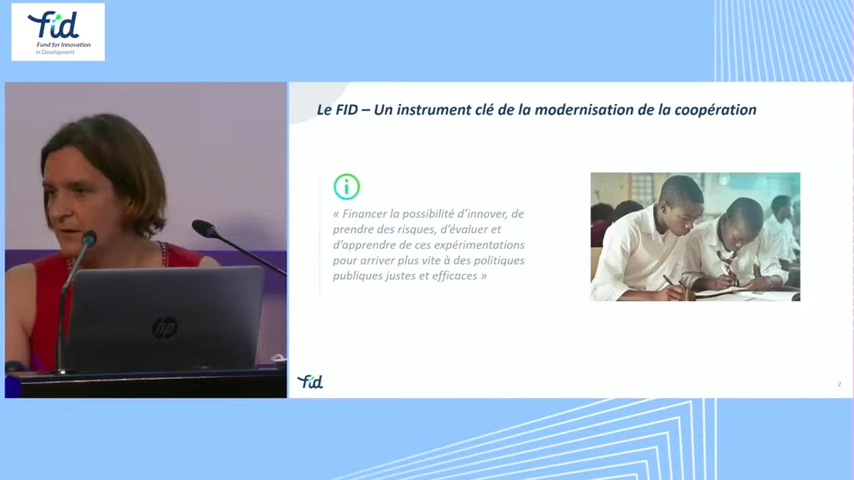 fid
Fund for Innovation
in Development
Le FID – Un instrument clé de la modernisation de la coopération
« Financer la possibilité d'innover, de
prendre des risques, d'évaluer et
d'apprendre de ces expérimentations
pour arriver plus vite à des politiques
publiques justes et efficaces »
hp
fid
2